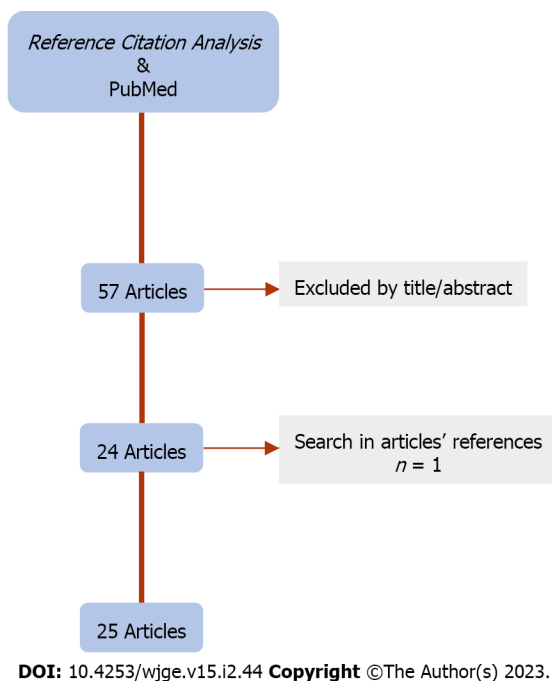 Reference Citation Analysis
&
PubMed
57 Articles
Excluded by title/abstract
24 Articles
Search in articles’ references
n = 1
25 Articles
DOI: 10.4253/wjge.v15.i2.44 Copyright ©The Author(s) 2023.